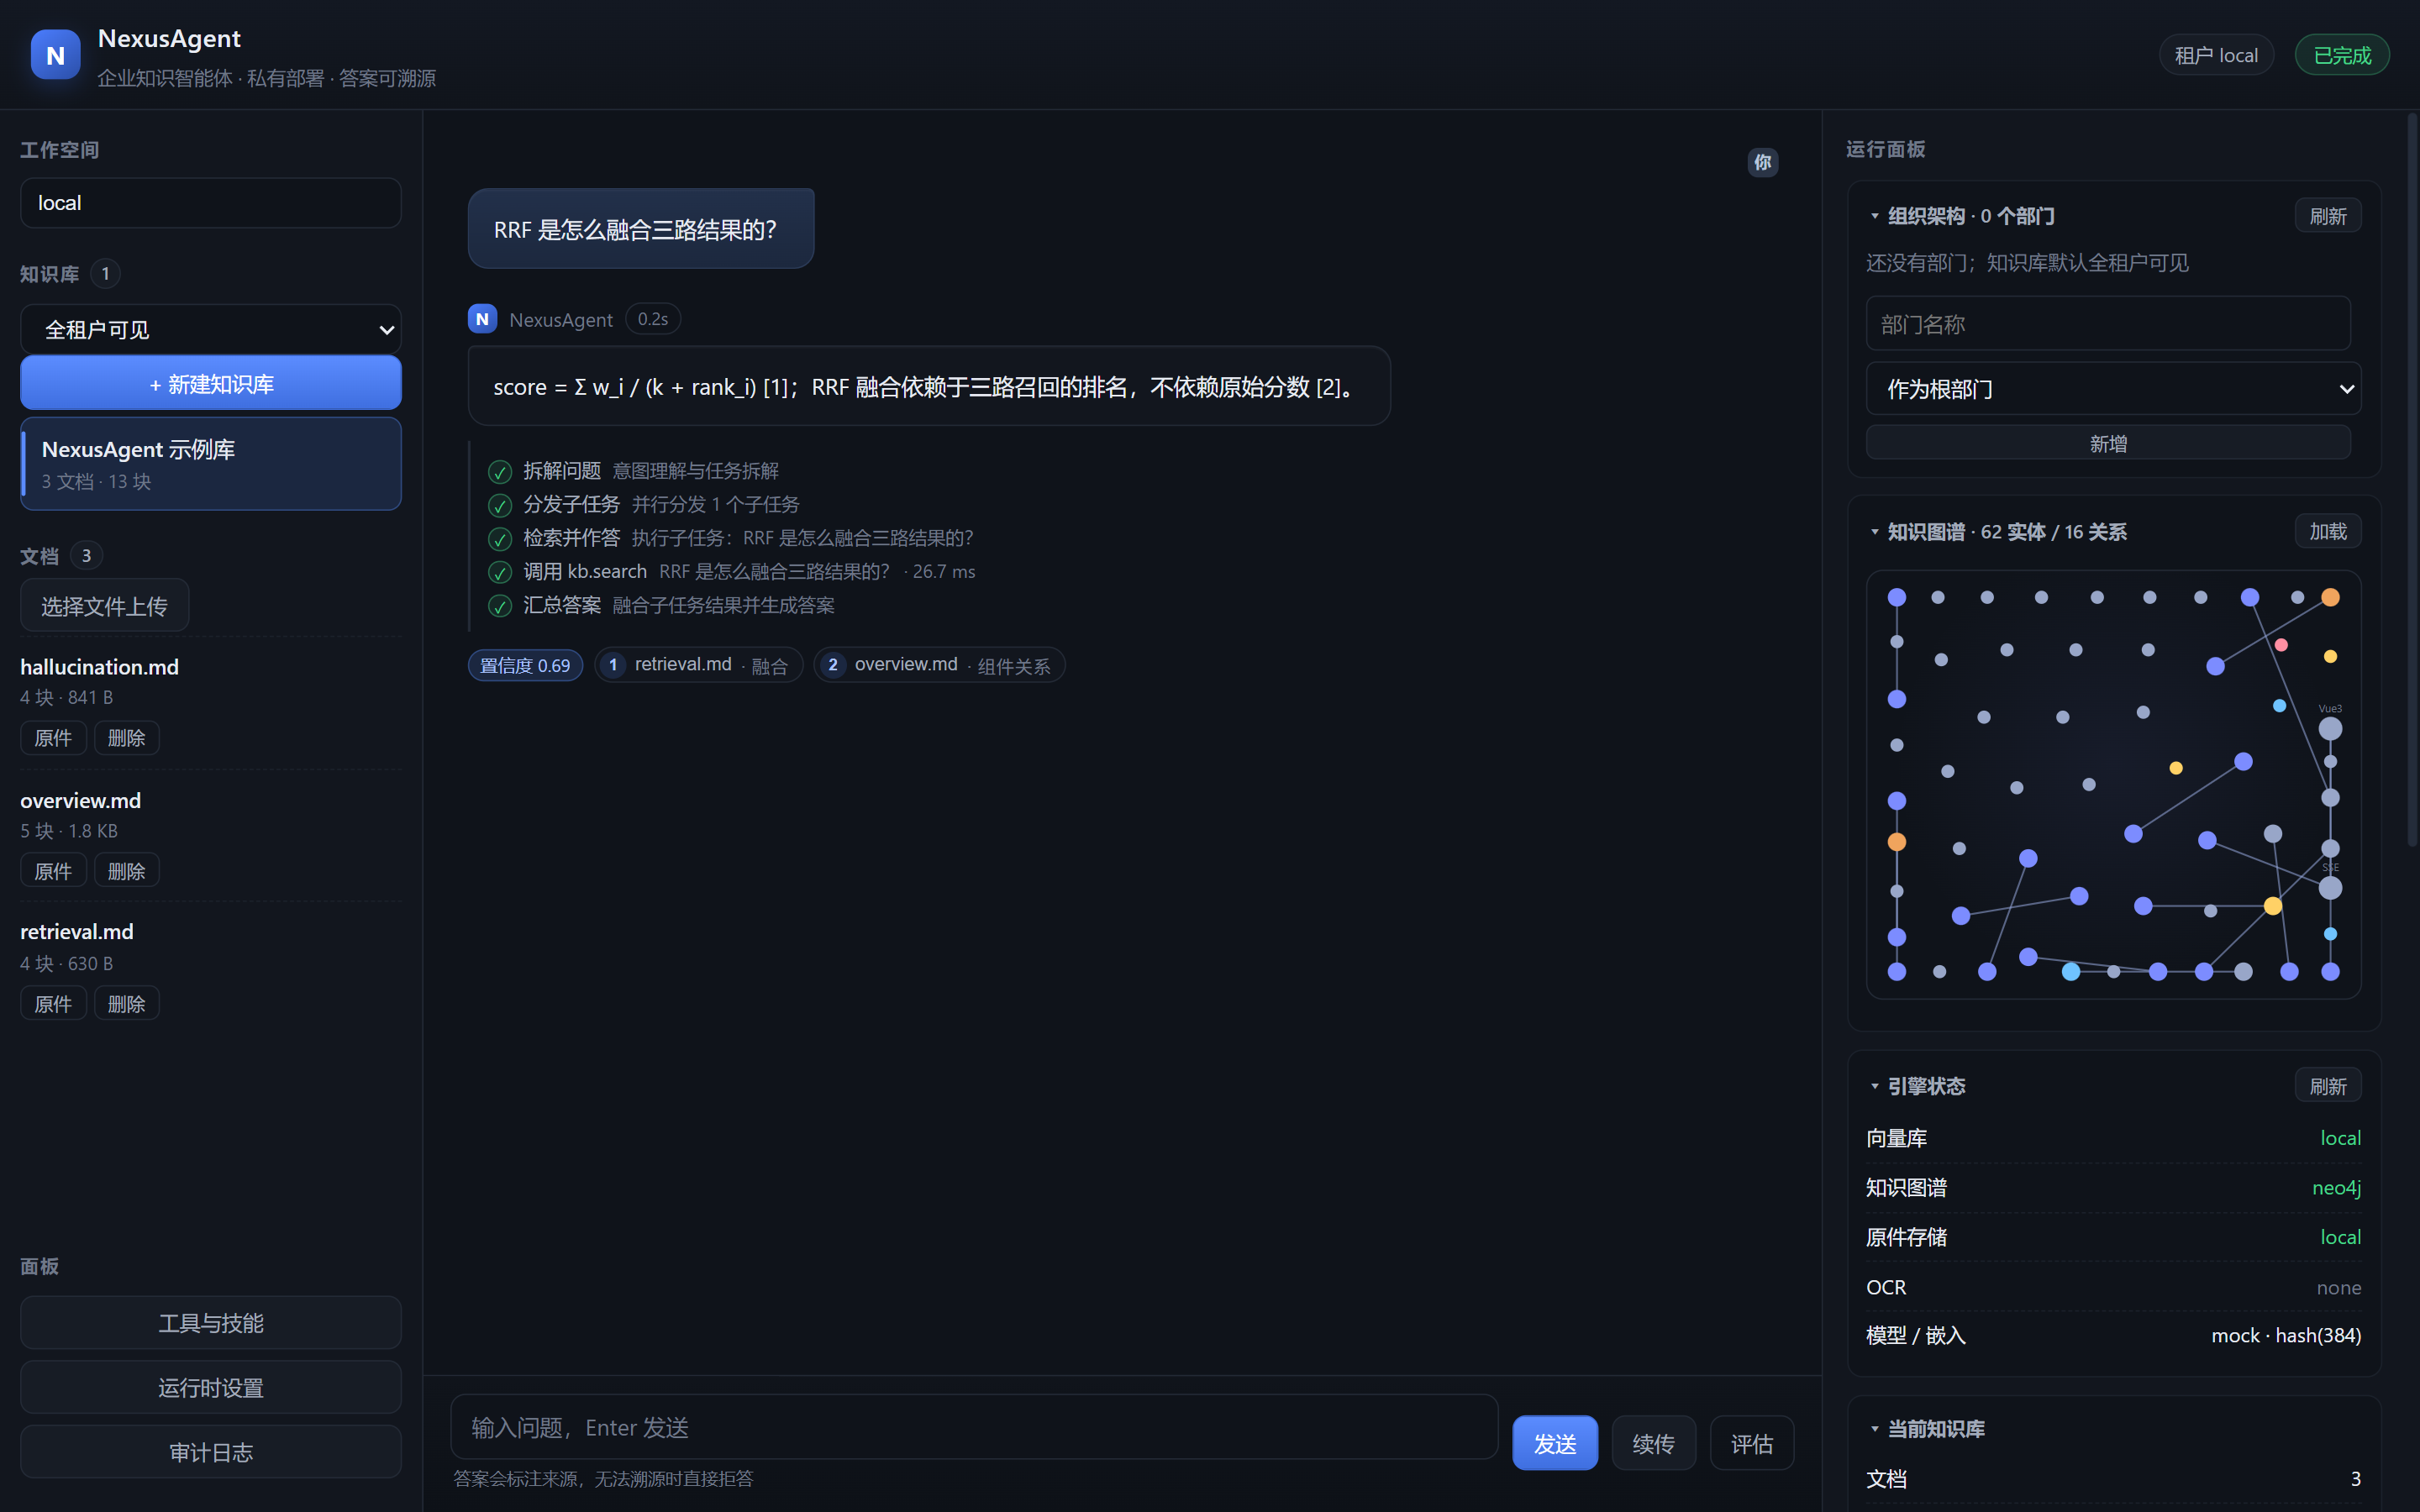 N
NexusAgent
企业知识智能体 · 私有部署 · 答案可溯源
租户 local
已完成
工作空间
local
知识库 1
全租户可见
+ 新建知识库
NexusAgent 示例库
3 文档 · 13 块
文档 3
选择文件上传
hallucination.md
4 块 · 841 B
原件 删除
overview.md
5 块 · 1.8 KB
原件 删除
retrieval.md
4 块 · 630 B
原件 删除
面板
工具与技能
运行时设置
审计日志
你
RRF 是怎么融合三路结果的？
N NexusAgent 0.2s
score = Σ w_i / (k + rank_i) [1]；RRF 融合依赖于三路召回的排名，不依赖原始分数 [2]。
✓ 拆解问题 意图理解与任务拆解
✓ 分发子任务 并行分发 1 个子任务
✓ 检索并作答 执行子任务：RRF 是怎么融合三路结果的？
✓ 调用 kb.search RRF 是怎么融合三路结果的？ · 26.7 ms
✓ 汇总答案 融合子任务结果并生成答案
置信度 0.69 1 retrieval.md · 融合 2 overview.md · 组件关系
输入问题，Enter 发送
发送 续传 评估
答案会标注来源，无法溯源时直接拒答
运行面板
组织架构 · 0 个部门 刷新
还没有部门；知识库默认全租户可见
部门名称
作为根部门
新增
知识图谱 · 62 实体 / 16 关系 加载
Vue3
SSE
引擎状态 刷新
向量库 local
知识图谱 neo4j
原件存储 local
OCR none
模型 / 嵌入 mock · hash(384)
当前知识库
文档 3